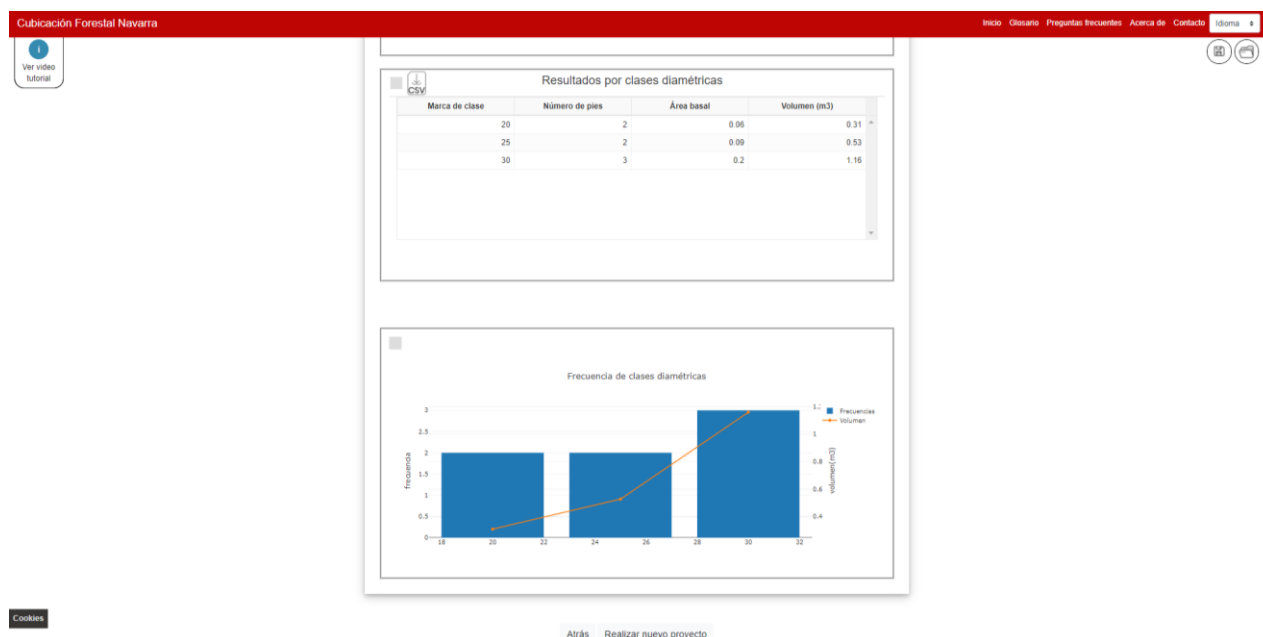 Cubicación Forestal Navarra
Inicio Glosario Preguntas frecuentes Acerca de Contacto Idioma
i
Ver video
tutorial
CSV
Resultados por clases diamétricas
Marca de clase Número de pies Área basal Volumen (m3)
20 2 0.06 0.31
25 2 0.09 0.53
30 3 0.2 1.16
Frecuencia de clases diamétricas
3
2.5
2
1.5
1
0.5
0
frecuencia
18 20 22 24 26 28 30 32
1
0.8
0.6
0.4
volumen(m3)
Frecuencias
Volumen
Cookies
Atrás Realizar nuevo proyecto